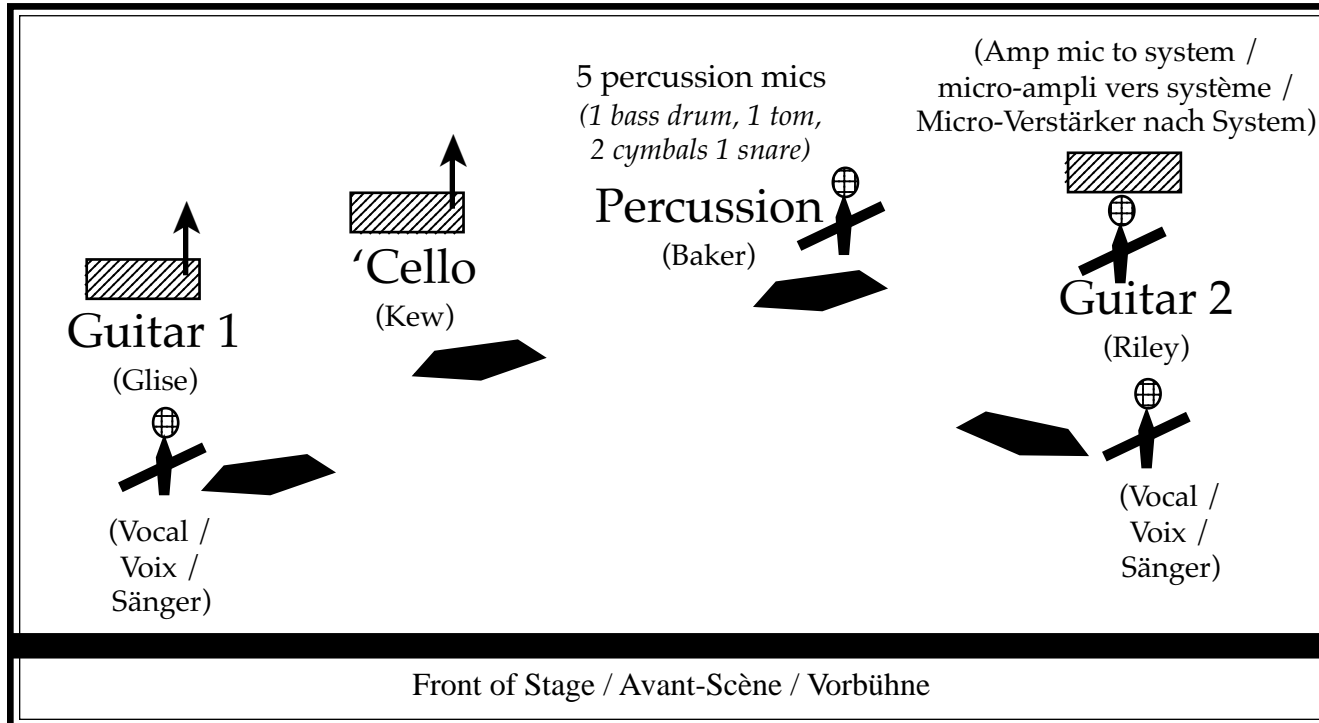 5 percussion mics
(1 bass drum, 1 tom,
2 cymbals 1 snare)
Percussion
(Baker)
(Amp mic to system /
micro-ampli vers système /
Micro-Verstärker nach System)
Guitar 2
(Riley)
(Vocal /
Voix /
Sänger)
‘Cello
(Kew)
Guitar 1
(Glise)
(Vocal /
Voix /
Sänger)
Front of Stage / Avant-Scène / Vorbühne